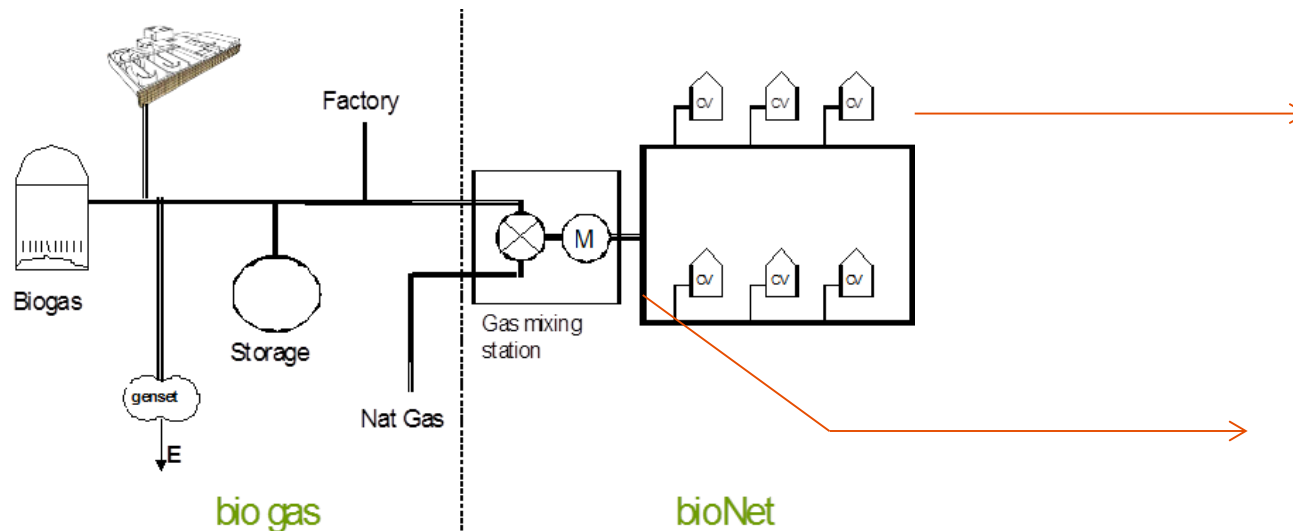 Factory
CV CV CV
M
Biogas
Storage
Gas mixing
station
CV CV CV
genset
Nat Gas
E
bio gas
bioNet